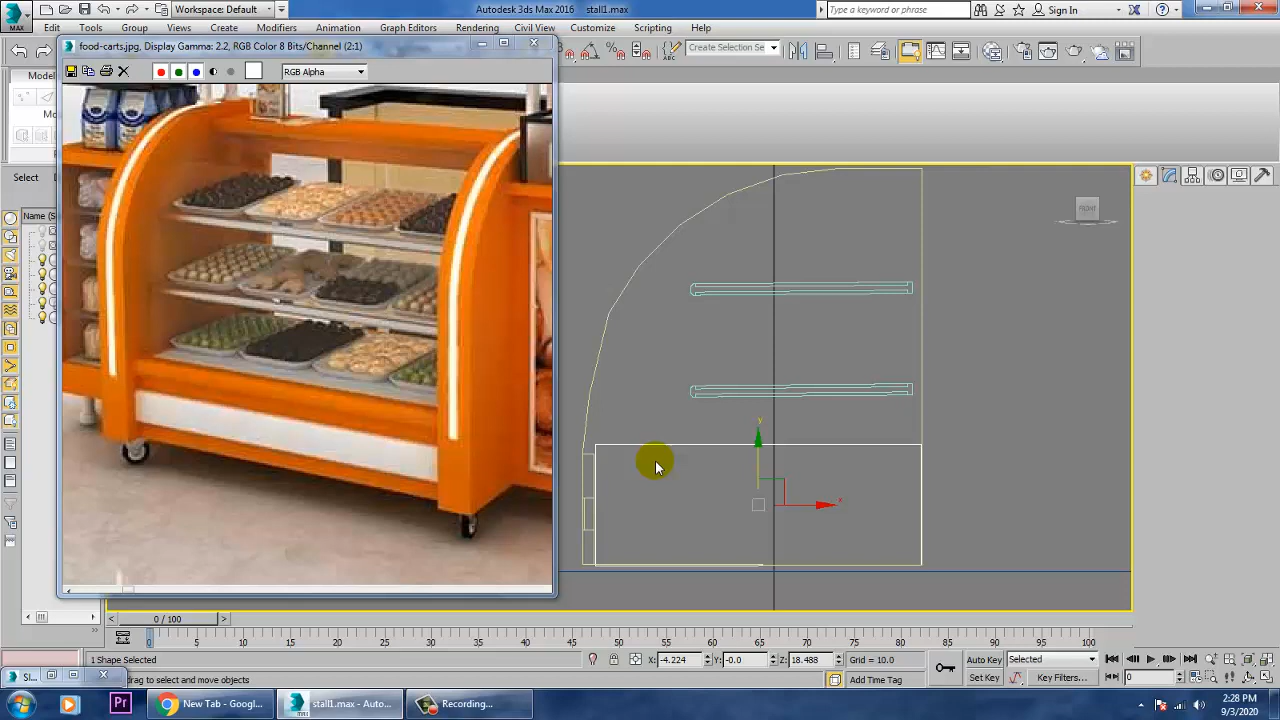 Workspace: Default
Autodesk 3ds Max 2016 stall1.max
Type a keyword or phrase
Sign In
MAX
Edit Tools Group Views Create Modifiers Animation Graph Editors Rendering Civil View Customize Scripting Help
food-carts.jpg, Display Gamma: 2.2, RGB Color 8 Bits/Channel (2:1)
Create Selection Se
ABC
RGB Alpha
Select
Name (S
FRONT
y
x
0 / 100
0 5 10 15 20 25 30 35 40 45 50 55 60 65 70 75 80 85 90 95 100
1 Shape Selected
X: -4.224 Y: -0.0 Z: 18.488 Grid = 10.0
Auto Key Selected
drag to select and move objects
Add Time Tag
Set Key Key Filters...
0
New Tab - Googl...
stall1.max - Auto...
Recording...
Pr
2:28 PM
9/3/2020